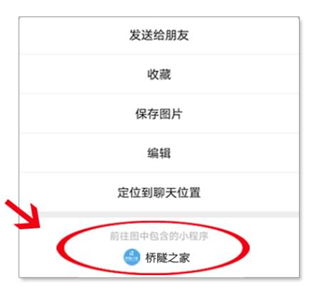 发送给朋友
收藏
保存图片
编辑
定位到聊天位置
前往图中包含的小程序
桥隧之家